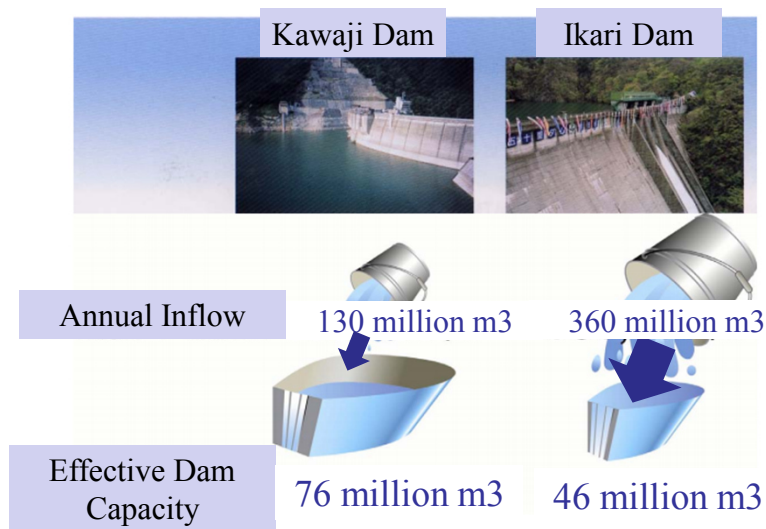 Kawaji Dam
Ikari Dam
Annual Inflow
130 million m3
360 million m3
Effective Dam
Capacity
76 million m3
46 million m3